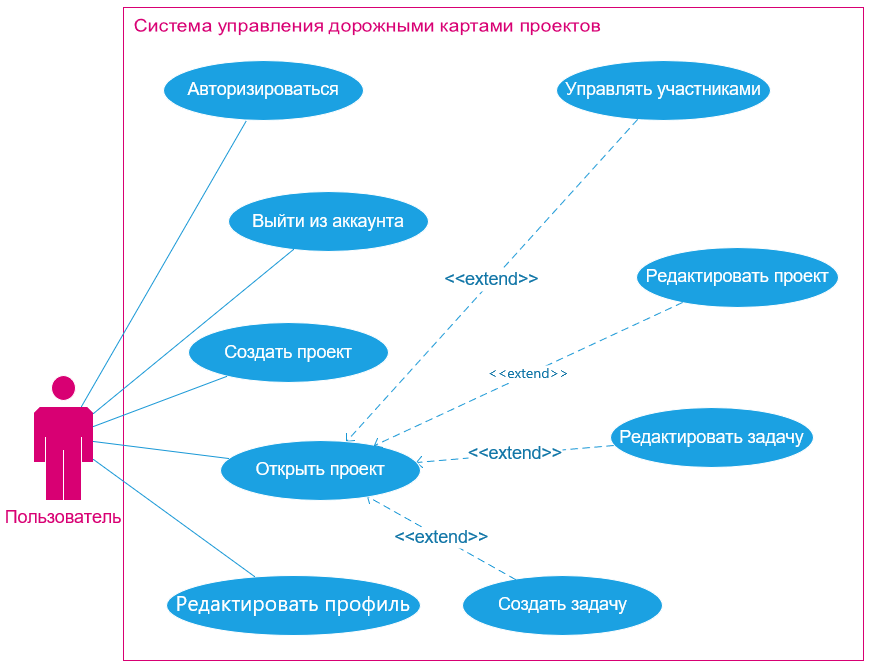 Система управления дорожными картами проектов
Авторизироваться
Управлять участниками
Выйти из аккаунта
<<extend>>
Редактировать проект
Создать проект
<<extend>>
Редактировать задачу
<<extend>>
Открыть проект
Пользователь
<<extend>>
Редактировать профиль
Создать задачу